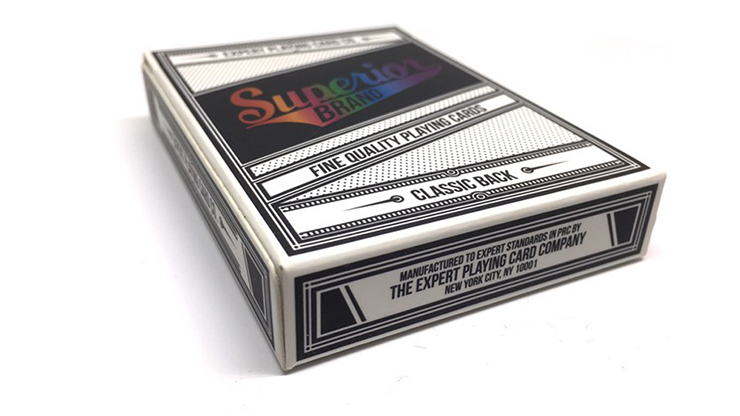 EXPERT PLAYING CARD CO
Superior
BRAND
FINE QUALITY PLAYING CARDS
CLASSIC BACK
MANUFACTURED TO EXPERT STANDARDS IN PRC BY
THE EXPERT PLAYING CARD COMPANY
NEW YORK CITY, NY 10001